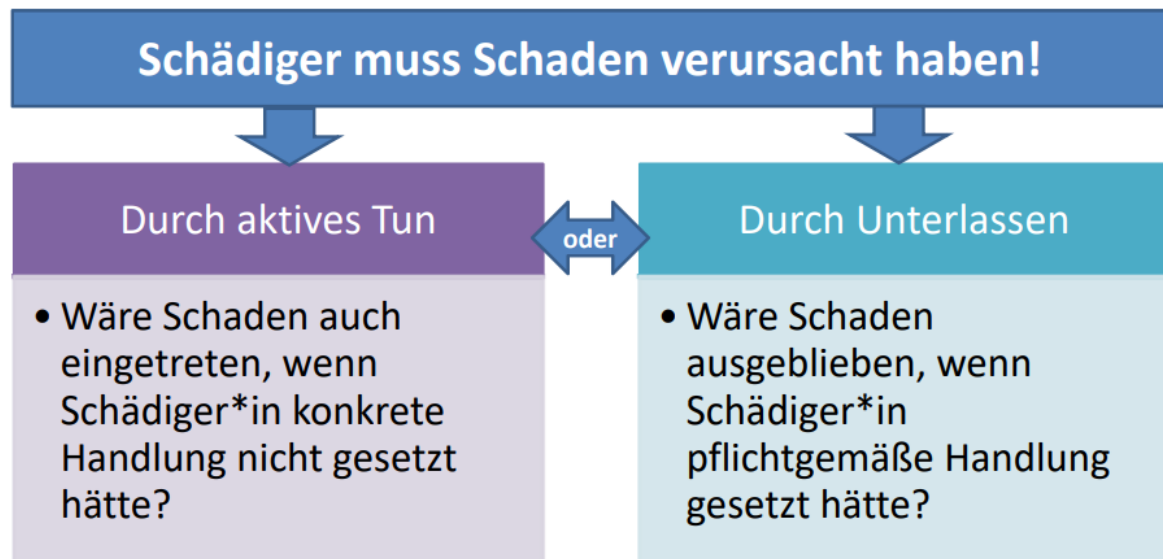 Schädiger muss Schaden verursacht haben!
Durch aktives Tun
oder
Durch Unterlassen
• Wäre Schaden auch
eingetreten, wenn
Schädiger*in konkrete
Handlung nicht gesetzt
hätte?
• Wäre Schaden
ausgeblieben, wenn
Schädiger*in
pflichtgemäße Handlung
gesetzt hätte?